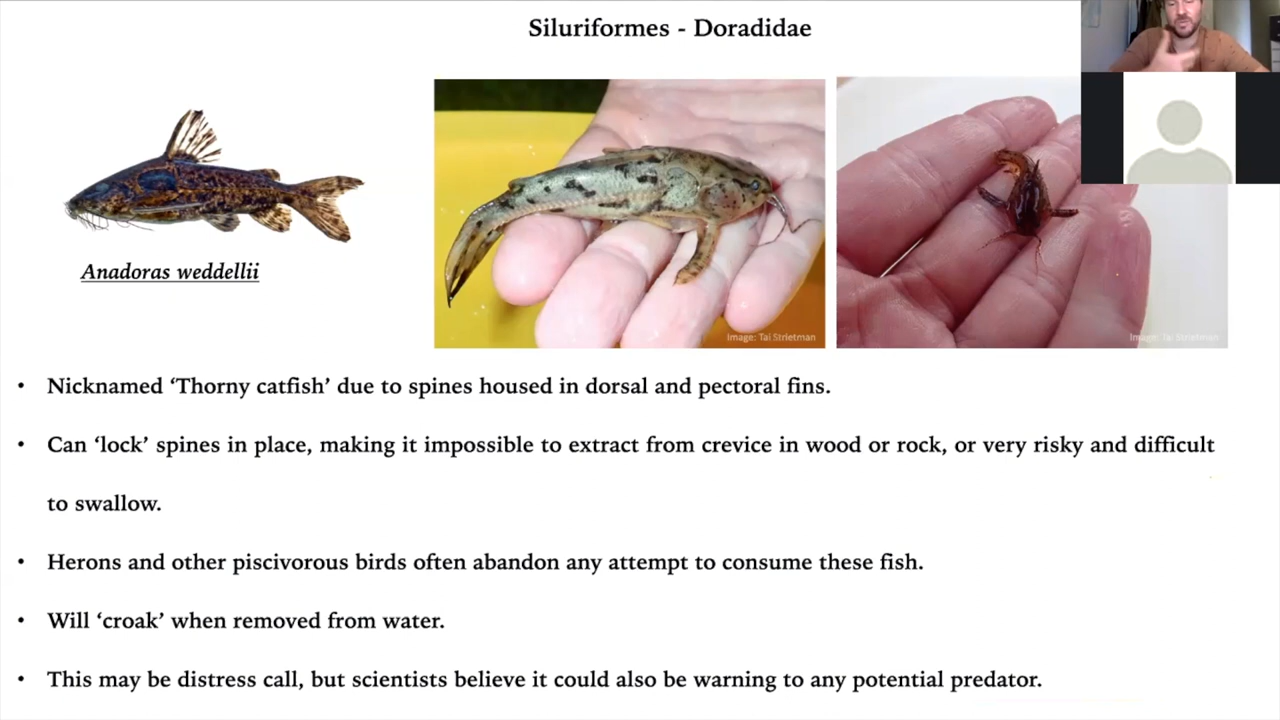 Siluriformes - Doradidae
Anadoras weddellii
Image: Tai Strietman
Image: Tai Strietman
• Nicknamed ‘Thorny catfish’ due to spines housed in dorsal and pectoral fins.
• Can ‘lock’ spines in place, making it impossible to extract from crevice in wood or rock, or very risky and difficult
to swallow.
• Herons and other piscivorous birds often abandon any attempt to consume these fish.
• Will ‘croak’ when removed from water.
• This may be distress call, but scientists believe it could also be warning to any potential predator.